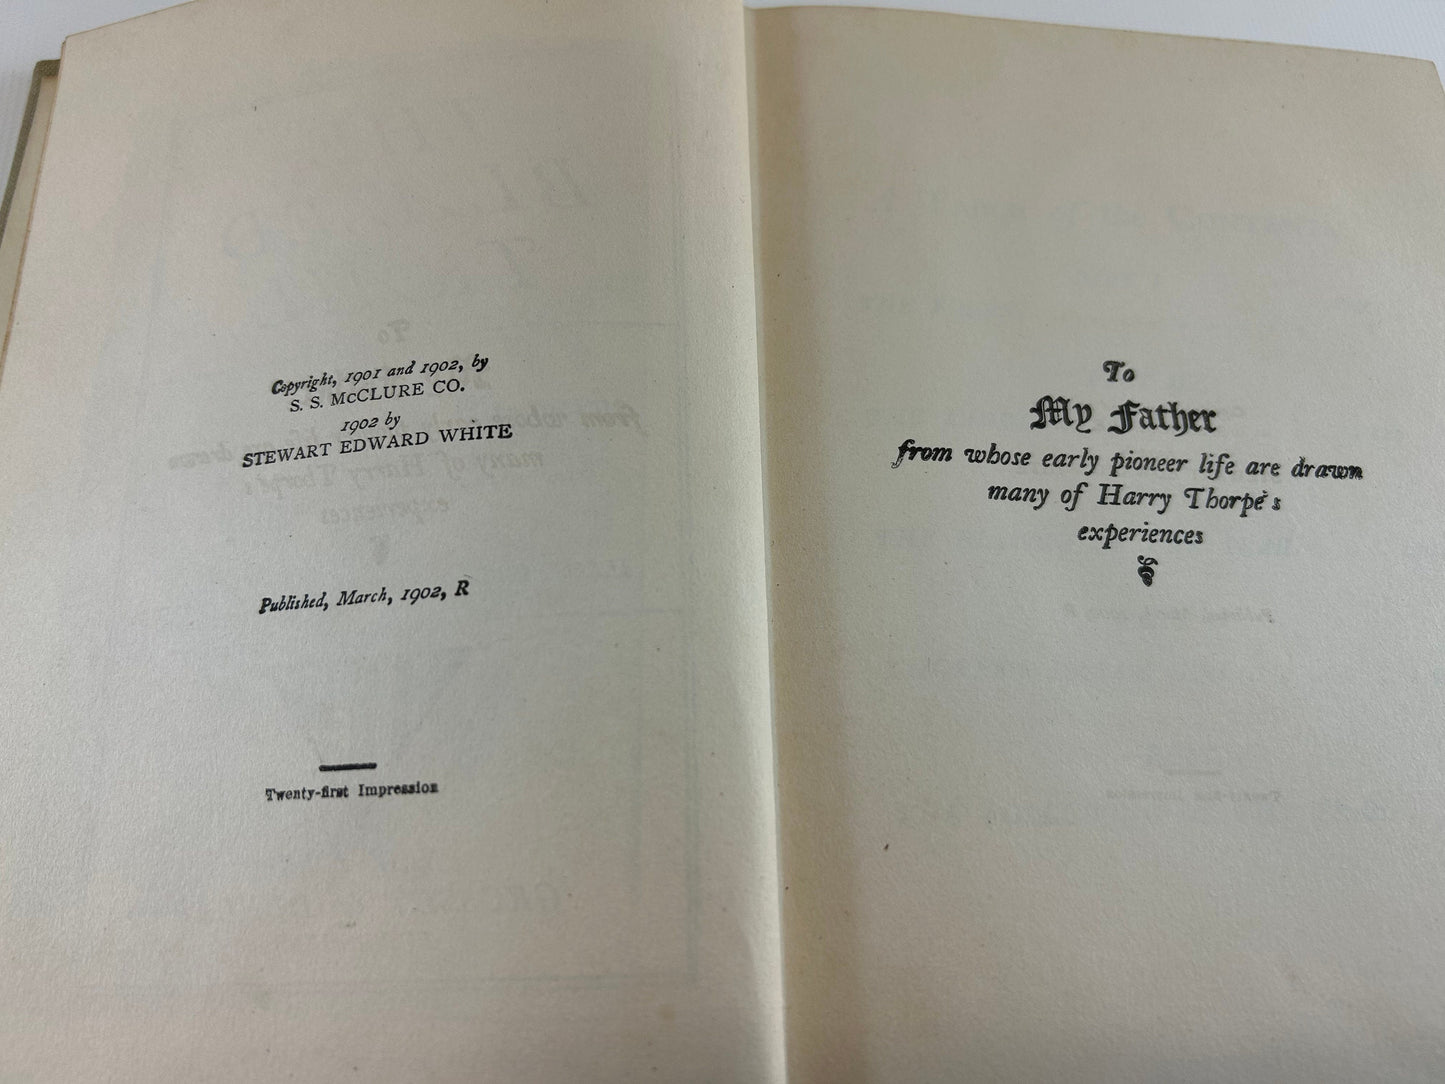 Copyright, 1901 and 1902, by
S. S. McCLURE CO.
1902 by
STEWART EDWARD WHITE
Published, March, 1902, R
Twenty-first Impression
To
My Father
from whose early pioneer life are drawn
many of Harry Thorpe's
experiences